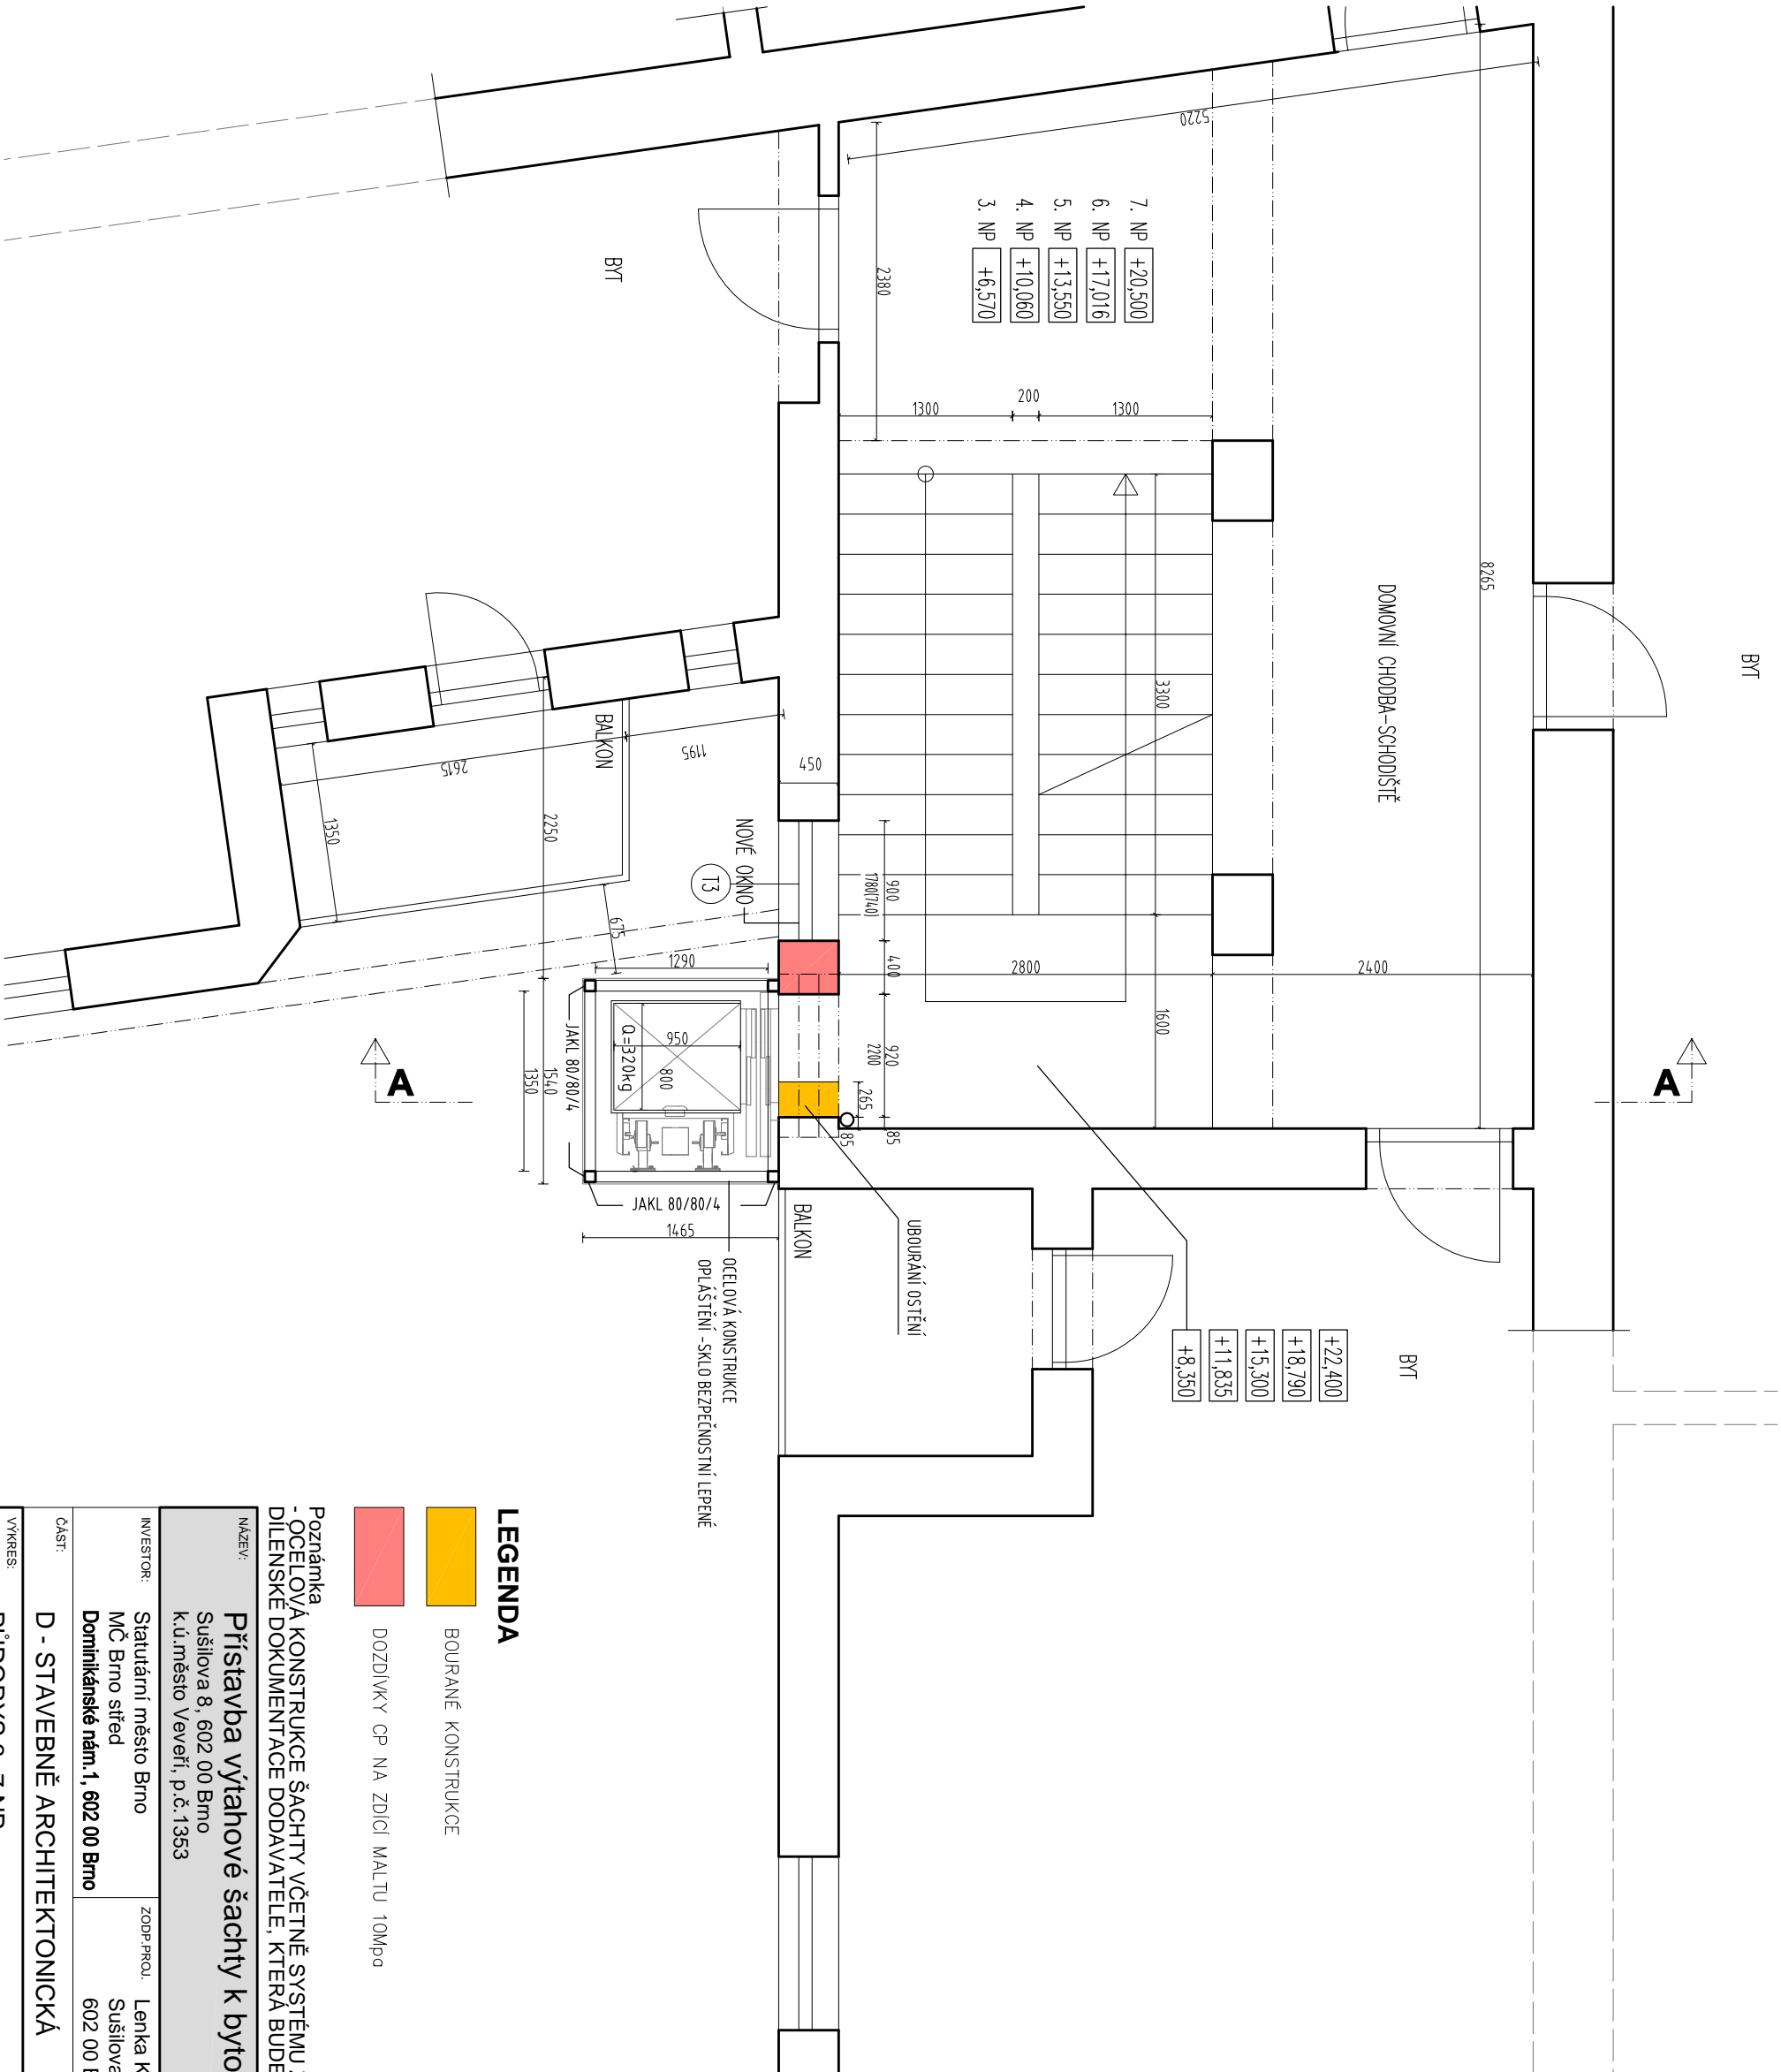 BYT
8265
DOMOVNÍ CHODBA-SCHODIŠTĚ
5220
7. NP +20,500
6. NP +17,016
5. NP +13,550
4. NP +10,060
3. NP +6,570
2380
1300
200
1300
3300
BYT
BALKON
2615
1195
1350
2250
450
NOVÉ OKNO
T3
900
1780(740)
400
675
1290
2800
2400
1600
920
2200
265
85
85
950
800
Q=320kg
JAKL 80/80/4
1540
1350
JAKL 80/80/4
1465
A
A
BALKON
UBOURÁNÍ OSTĚNÍ
OCELOVÁ KONSTRUKCE
OPLÁŠTĚNÍ - SKLO BEZPEČNOSTNÍ LEPENÉ
BYT
+22,400
+18,790
+15,300
+11,835
+8,350
LEGENDA
BOURANÉ KONSTRUKCE
DOZDÍVKY CP NA ZDÍCÍ MALTU 10Mpa
Poznámka
- OCELOVÁ KONSTRUKCE ŠACHTY VČETNĚ SYSTÉMU
DÍLENSKÉ DOKUMENTACE DODAVATELE, KTERÁ BUDE
NÁZEV:
Přístavba výtahové šachty k byto
Sušilova 8, 602 00 Brno
k.ú.město Veveří, p.č.1353
INVESTOR:
Statutární město Brno
MČ Brno střed
Dominikánské nám.1, 602 00 Brno
ZODP.PROJ.
Lenka K
Sušilova
602 00
ČÁST:
D - STAVEBNĚ ARCHITEKTONICKÁ
VÝKRES: